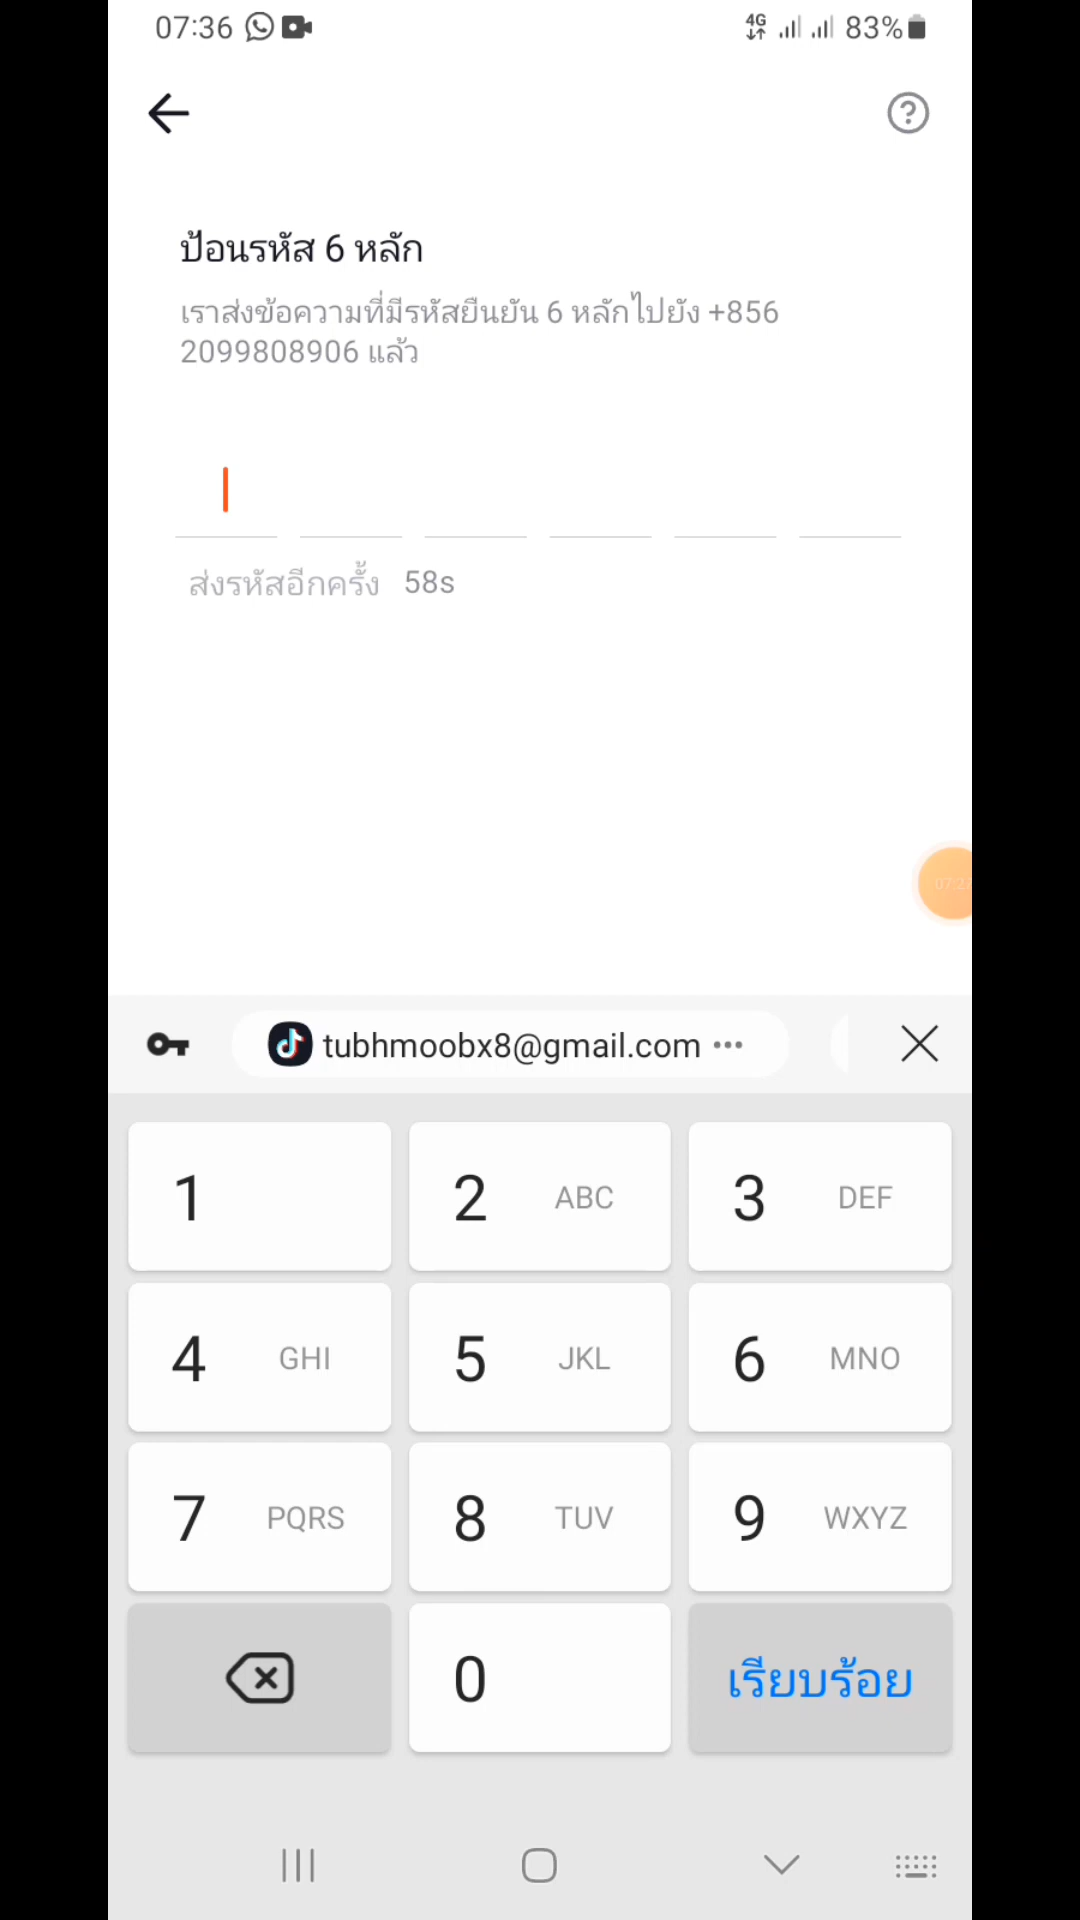 07:36 4G 83%
ป้อนรหัส 6 หลัก
เราส่งข้อความที่มีรหัสยืนยัน 6 หลักไปยัง +856
2099808906 แล้ว
ส่งรหัสอีกครั้ง 58s
tubhmoobx8@gmail.com ···
1 2 ABC 3 DEF
4 GHI 5 JKL 6 MNO
7 PQRS 8 TUV 9 WXYZ
0 เรียบร้อย